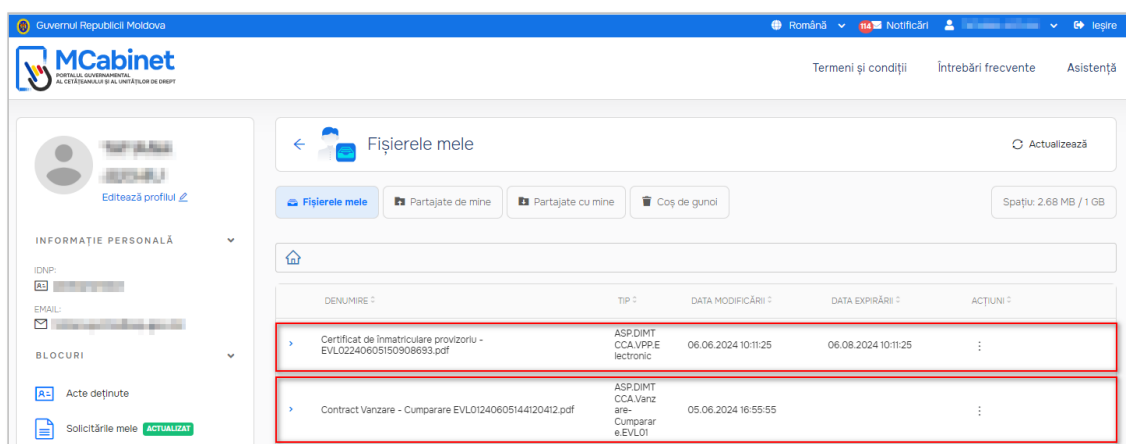 Guvernul Republicii Moldova
Română
114 Notificări
Ieșire
MCabinet
PORTALUL GUVERNAMENTAL
AL CETĂȚEANULUI ȘI AL UNITĂȚILOR DE DREPT
Termeni și condiții Întrebări frecvente Asistență
Editează profilul
INFORMAȚIE PERSONALĂ
IDNP:
EMAIL:
BLOCURI
Acte deținute
Solicitările mele ACTUALIZAT
Fișierele mele
Actualizează
Fișierele mele Partajate de mine Partajate cu mine Coș de gunoi Spațiu: 2.68 MB / 1 GB
DENUMIRE TIP DATA MODIFICĂRII DATA EXPIRĂRII ACȚIUNI
Certificat de înmatriculare provizoriu -
EVL02240605150908693.pdf
ASP.DIMT
CCA.VPP.E
lectronic
06.06.2024 10:11:25
06.08.2024 10:11:25
Contract Vanzare - Cumparare EVL01240605144120412.pdf
ASP.DIMT
CCA.Vanz
are-
Cumparar
e.EVL01
05.06.2024 16:55:55